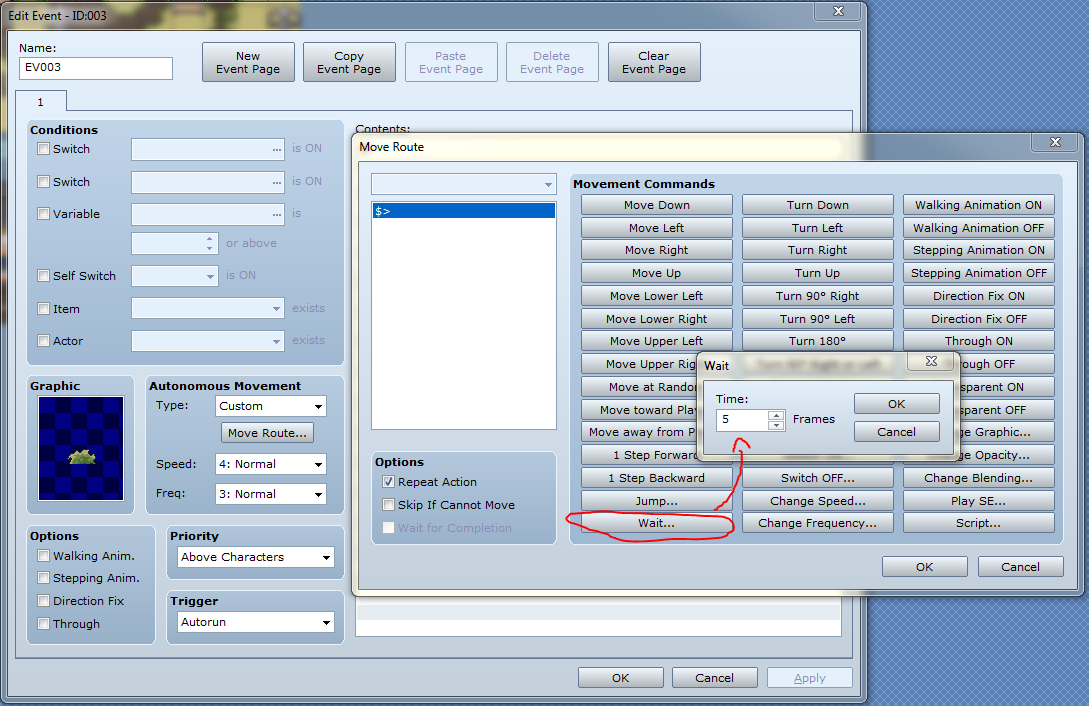 Edit Event - ID:003
Name:
EV003
New
Event Page
Copy
Event Page
Paste
Event Page
Delete
Event Page
Clear
Event Page
1
Conditions
Switch ... is ON
Switch ... is ON
Variable ... is
or above
Self Switch is ON
Item exists
Actor exists
Graphic
Autonomous Movement
Type: Custom
Move Route...
Speed: 4: Normal
Freq: 3: Normal
Options
Walking Anim.
Stepping Anim.
Direction Fix
Through
Priority
Above Characters
Trigger
Autorun
Contents:
Move Route
$>
Options
Repeat Action
Skip If Cannot Move
Wait for Completion
Movement Commands
Move Down
Move Left
Move Right
Move Up
Move Lower Left
Move Lower Right
Move Upper Left
Move Upper Rig
Move at Rando
Move toward Pla
Move away from P
1 Step Forward
1 Step Backward
Jump...
Wait...
Turn Down
Turn Left
Turn Right
Turn Up
Turn 90° Right
Turn 90° Left
Turn 180°
Switch OFF...
Change Speed...
Change Frequency...
Walking Animation ON
Walking Animation OFF
Stepping Animation ON
Stepping Animation OFF
Direction Fix ON
Direction Fix OFF
Through ON
rough OFF
sparent ON
sparent OFF
ge Graphic...
ge Opacity...
Change Blending...
Play SE...
Script...
Wait
Time:
5 Frames
OK
Cancel
OK
Cancel
OK
Cancel
Apply